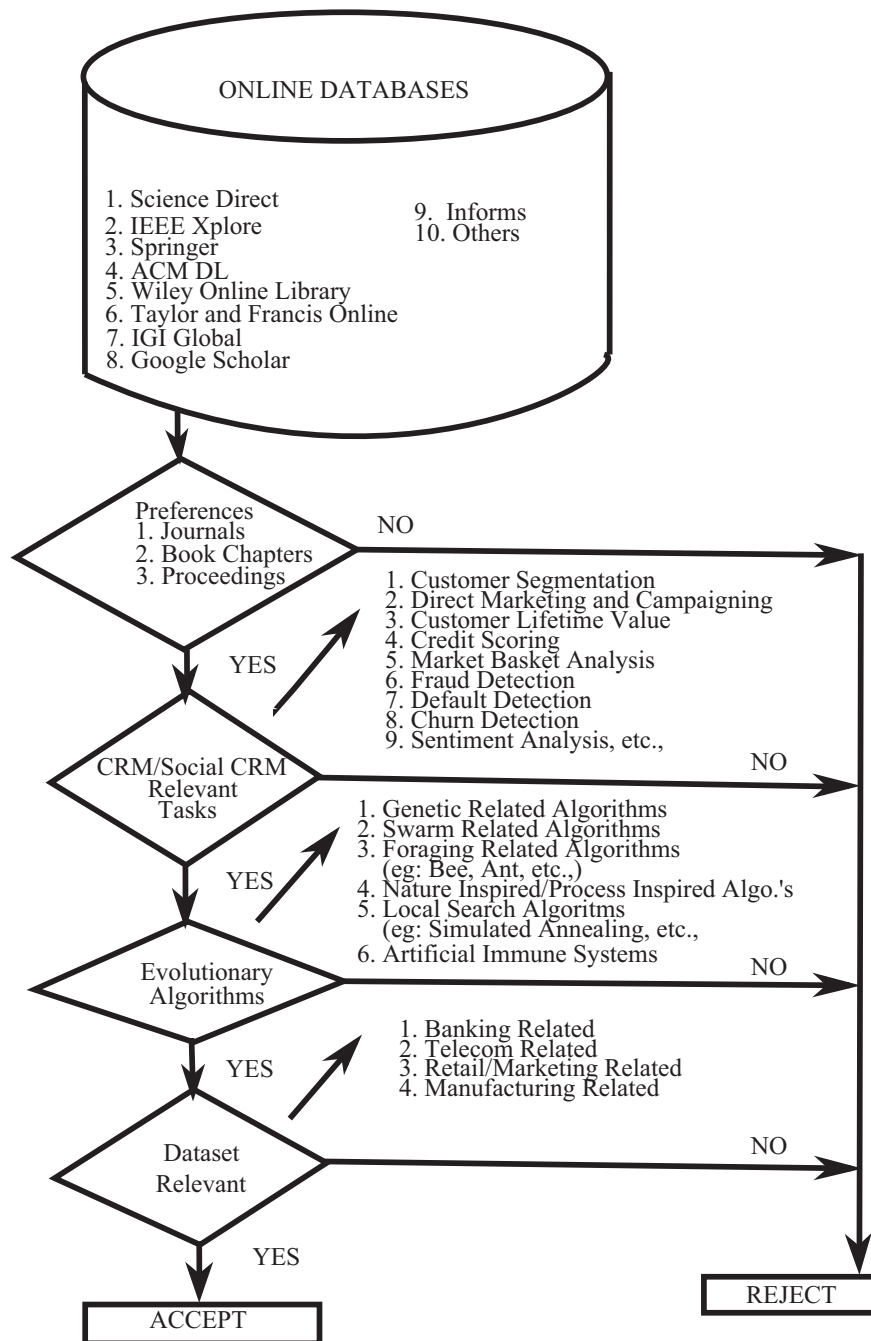 ONLINE DATABASES
1. Science Direct
2. IEEE Xplore
3. Springer
4. ACM DL
5. Wiley Online Library
6. Taylor and Francis Online
7. IGI Global
8. Google Scholar
9. Informs
10. Others
Preferences
1. Journals
2. Book Chapters
3. Proceedings
NO
YES
1. Customer Segmentation
2. Direct Marketing and Campaigning
3. Customer Lifetime Value
4. Credit Scoring
5. Market Basket Analysis
6. Fraud Detection
7. Default Detection
8. Churn Detection
9. Sentiment Analysis, etc.,
CRM/Social CRM
Relevant
Tasks
NO
YES
1. Genetic Related Algorithms
2. Swarm Related Algorithms
3. Foraging Related Algorithms
(eg: Bee, Ant, etc.,)
4. Nature Inspired/Process Inspired Algo.'s
5. Local Search Algoritms
(eg: Simulated Annealing, etc.,
6. Artificial Immune Systems
Evolutionary
Algorithms
NO
YES
1. Banking Related
2. Telecom Related
3. Retail/Marketing Related
4. Manufacturing Related
Dataset
Relevant
NO
YES
ACCEPT
REJECT